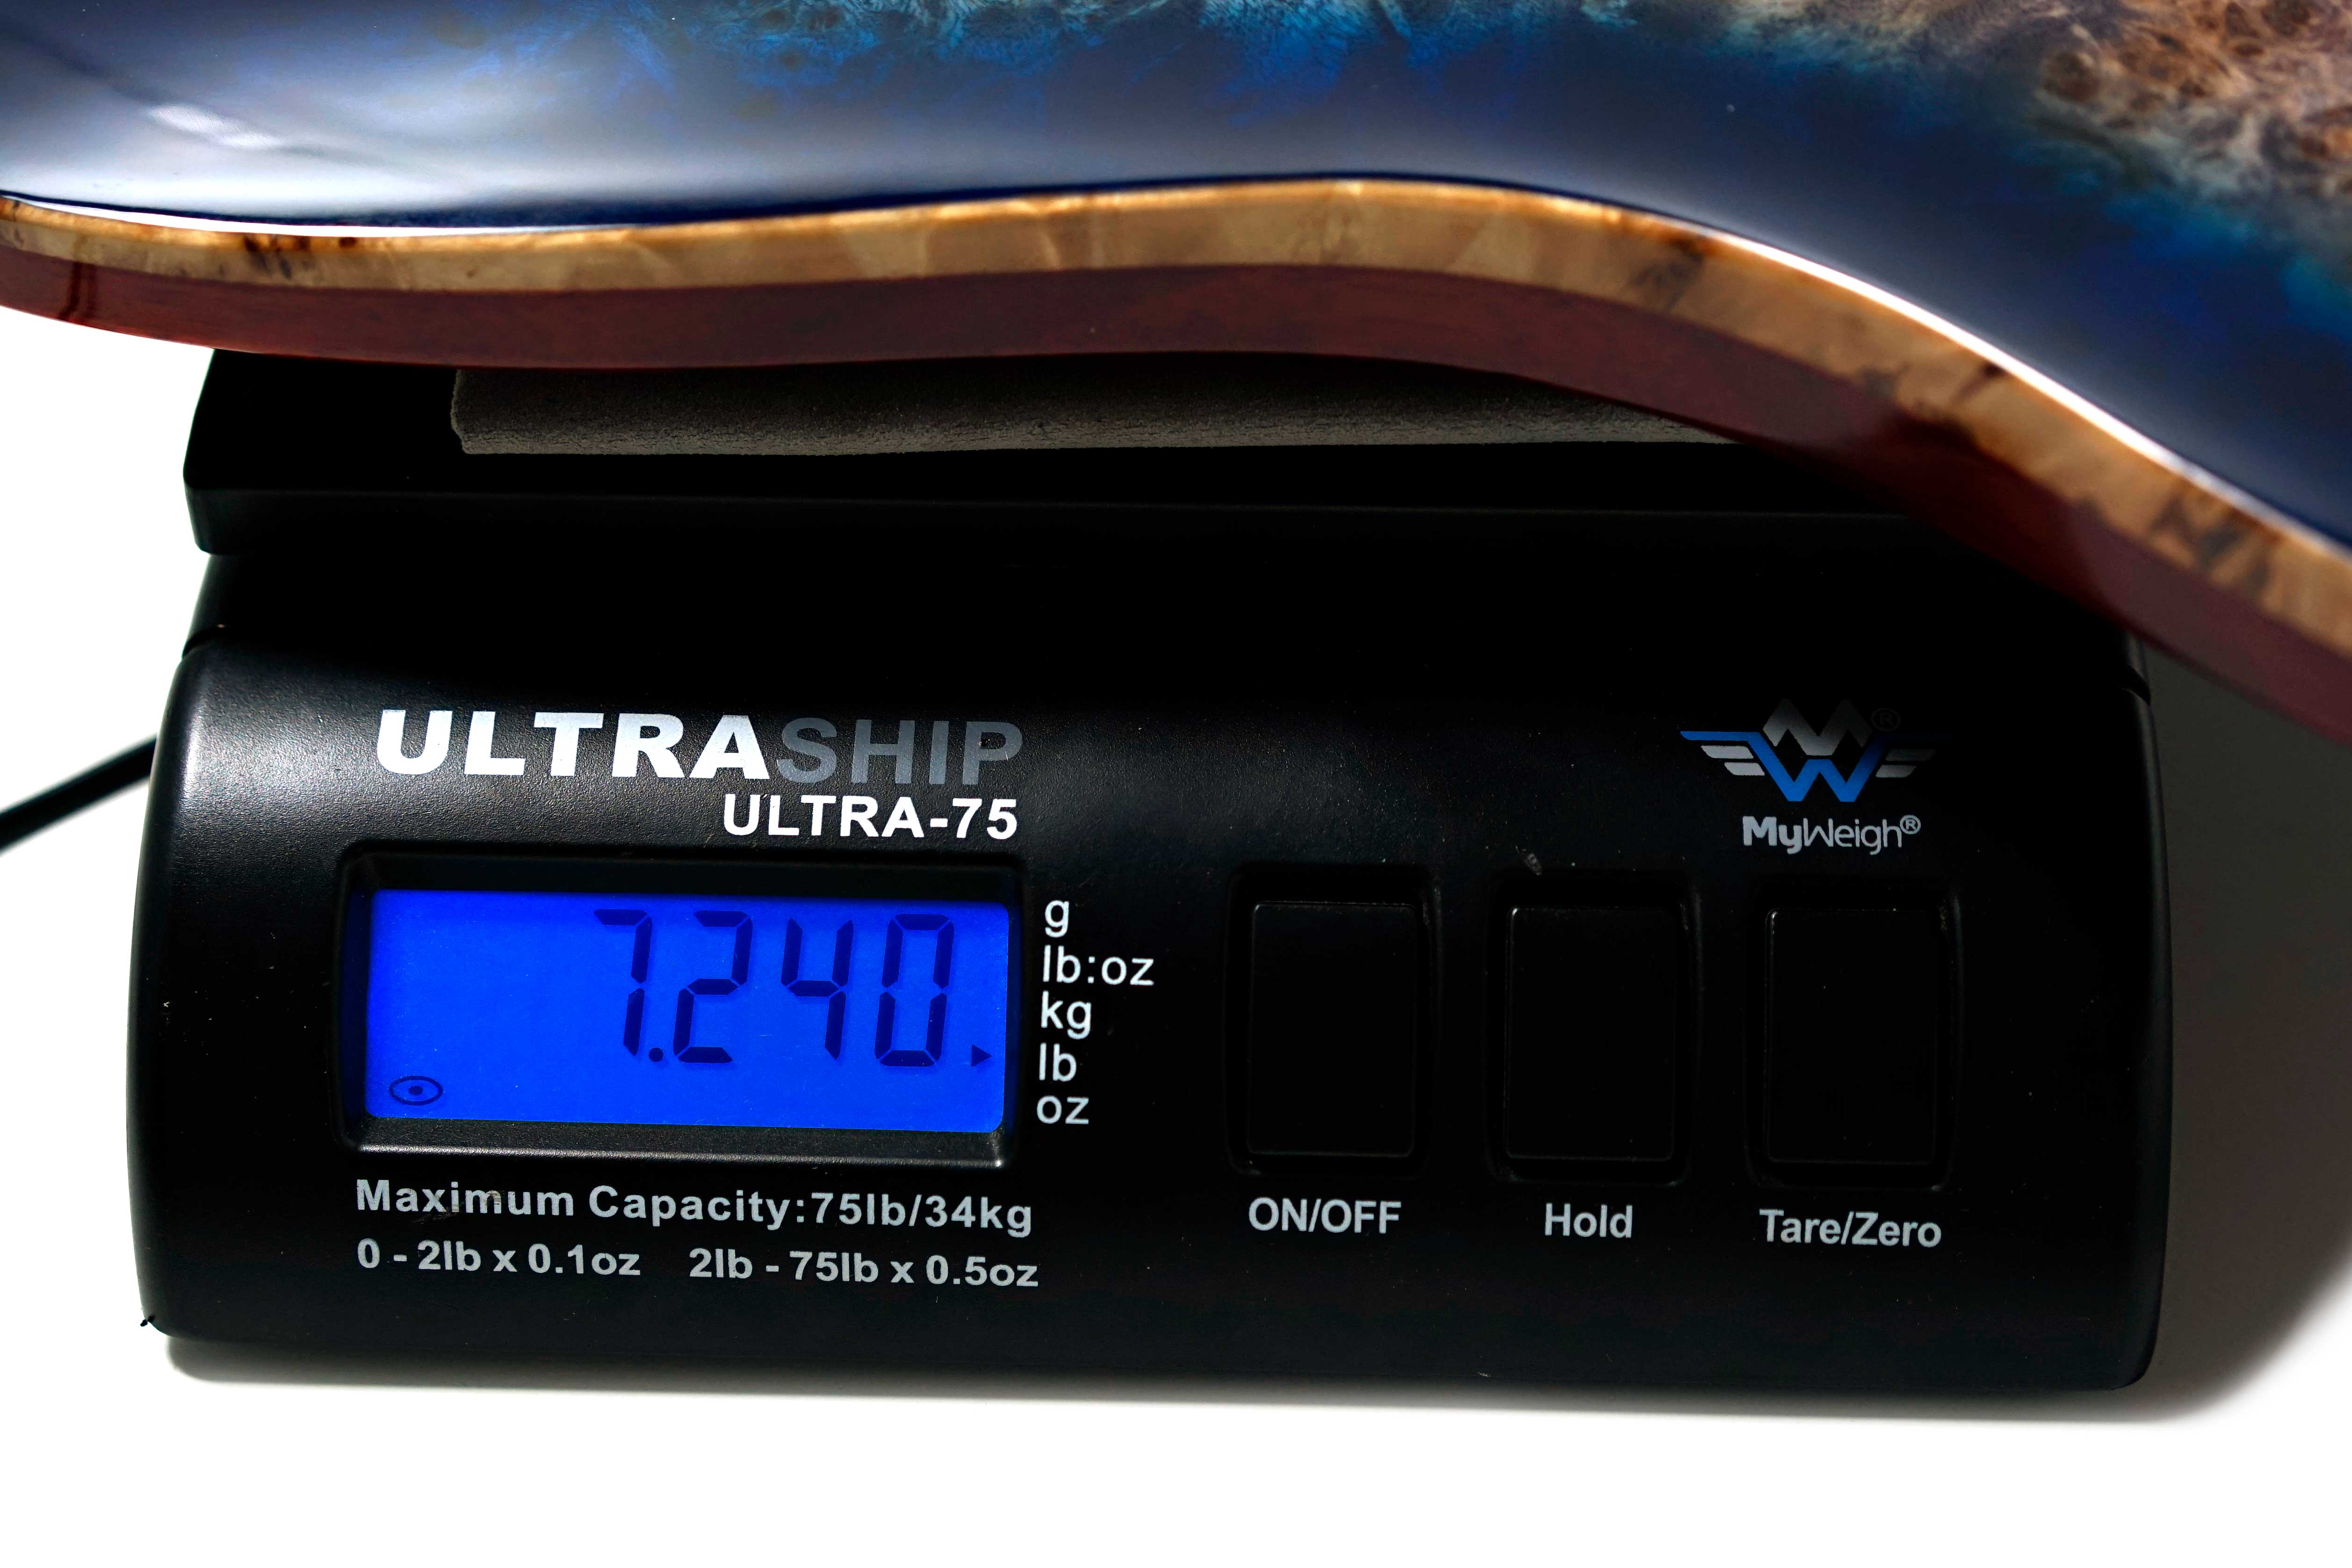 ULTRASHIP
ULTRA-75
MW®
MyWeigh®
7.240
g
lb:oz
kg
lb
oz
Maximum Capacity:75lb/34kg
0 - 2lb x 0.1oz 2lb - 75lb x 0.5oz
ON/OFF
Hold
Tare/Zero